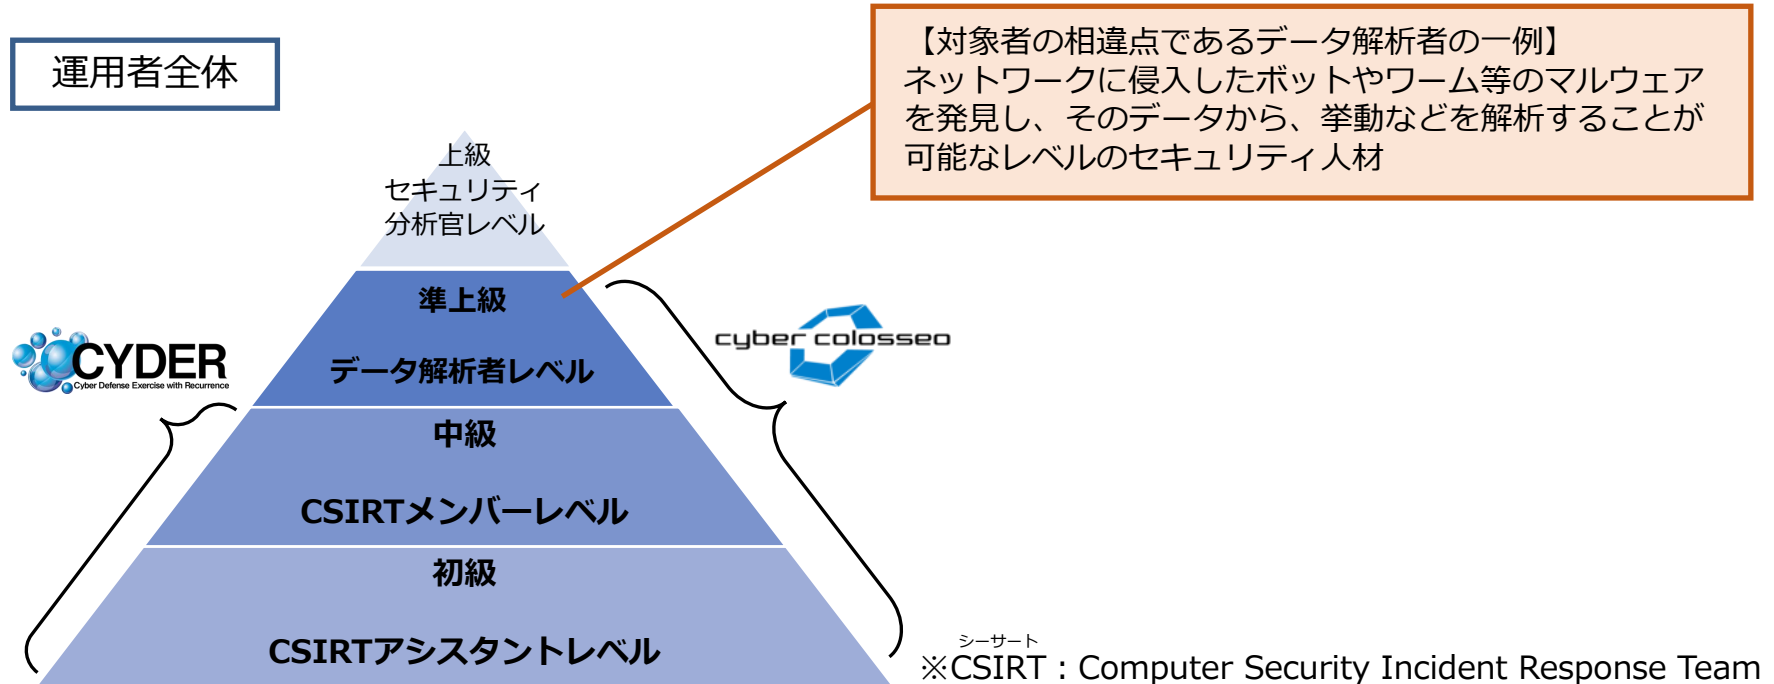 運用者全体
【対象者の相違点であるデータ解析者の一例】
ネットワークに侵入したボットやワーム等のマルウェア
を発見し、そのデータから、挙動などを解析することが
可能なレベルのセキュリティ人材
上級
セキュリティ
分析官レベル
準上級
データ解析者レベル
CYDER
Cyber Defense Exercise with Recurrence
cyber colosseo
中級
CSIRTメンバーレベル
初級
CSIRTアシスタントレベル
シーサート
※CSIRT：Computer Security Incident Response Team